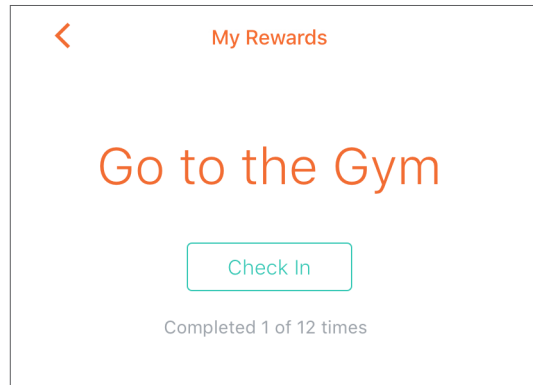 My Rewards
Go to the Gym
Check In
Completed 1 of 12 times